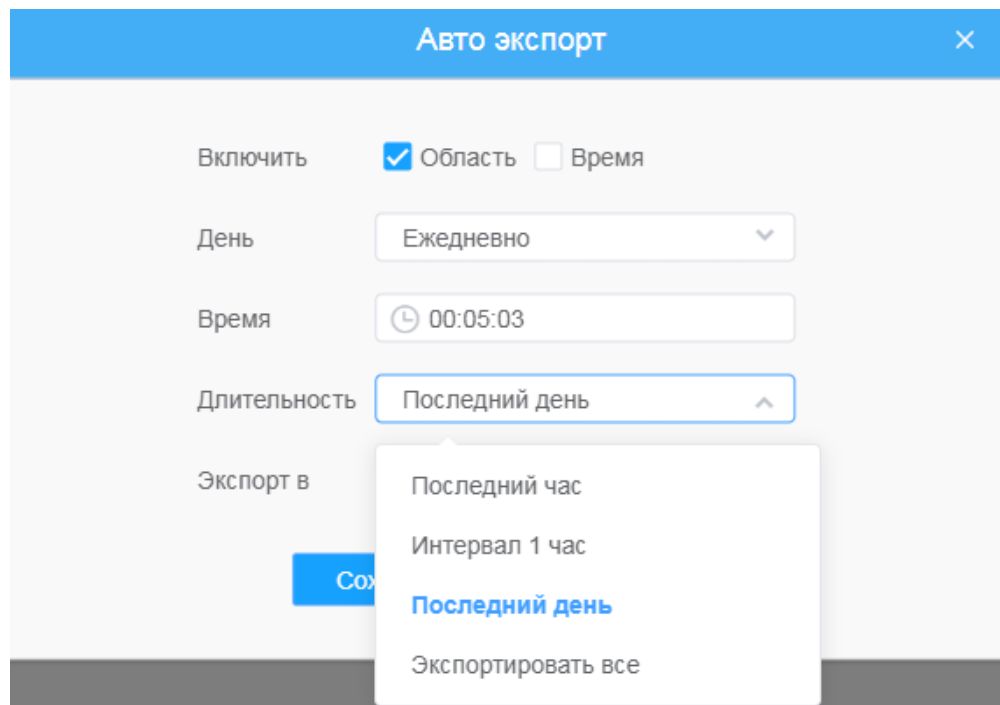 Авто экспорт
Включить Область Время
День Ежедневно
Время 00:05:03
Длительность Последний день
Экспорт в
Последний час
Интервал 1 час
Последний день
Экспортировать все